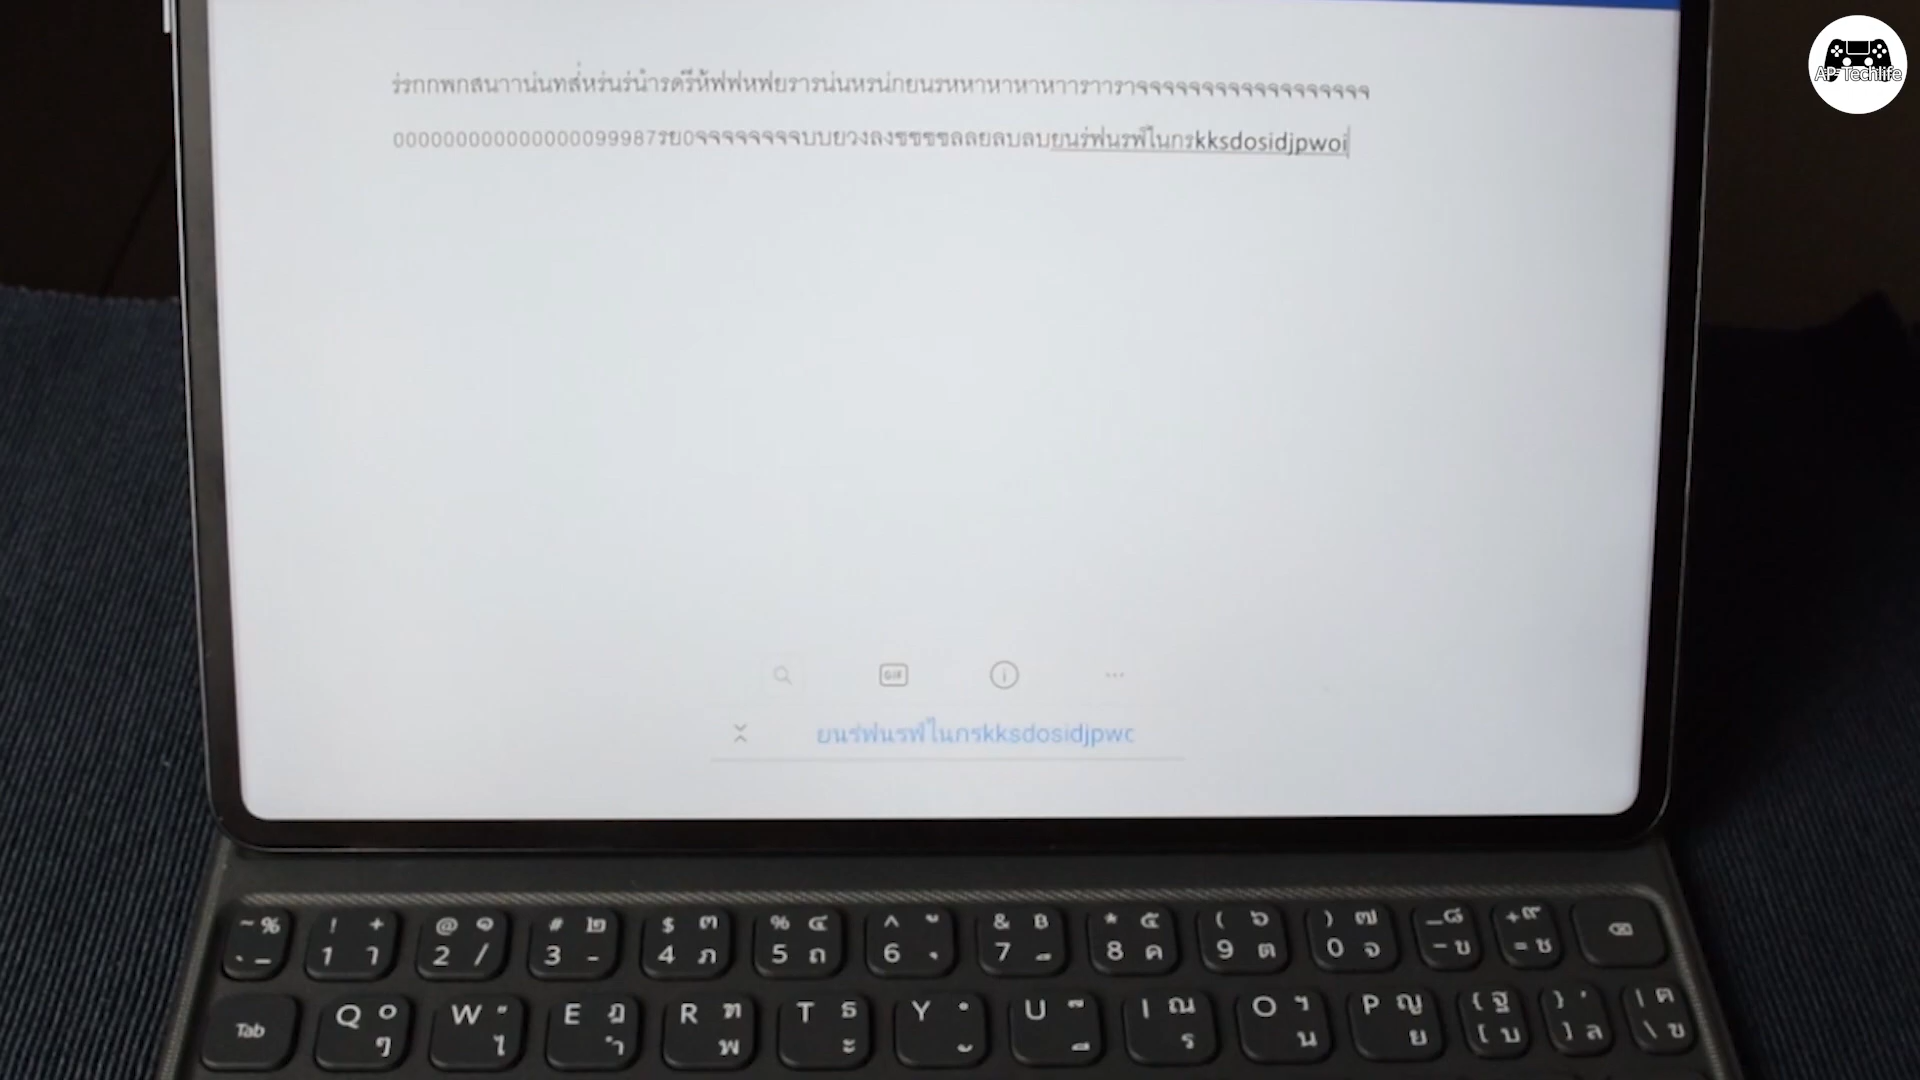 AP Techlife
ร่รกกพกสนาาน่นทส่หร่นร่นำรดรีห้ฟฟหฟยรารน่นหรน่กยนรหหาหาหาหาาราาราจจจจจจจจจจจจจจจจจจ
000000000000000099987รย0จจจจจจจจบบยวงลงชชชชลลยลบลบยนร่ฟนรฟไนกรkksdosidjpwoi
GIF
ยนร่ฟนรฟไนกรkksdosidjpwc
~ % ! + @ ๑ # ๒ $ ๓ % ๔ ^ ู & ฿ * ๕ ( ๖ ) ๗ _ ๘ + ๙
` _ 1 ๅ 2 / 3 - 4 ภ 5 ถ 6 ุ 7 ึ 8 ค 9 ต 0 จ - ข = ช
Q ๐ W " E ฎ R ฑ T ธ Y ํ U ๊ I ณ O ฯ P ญ { ฐ } , | ฅ
Tab ๆ ไ ำ พ ะ ั ี ร น ย [ บ ] ล \ ฃ